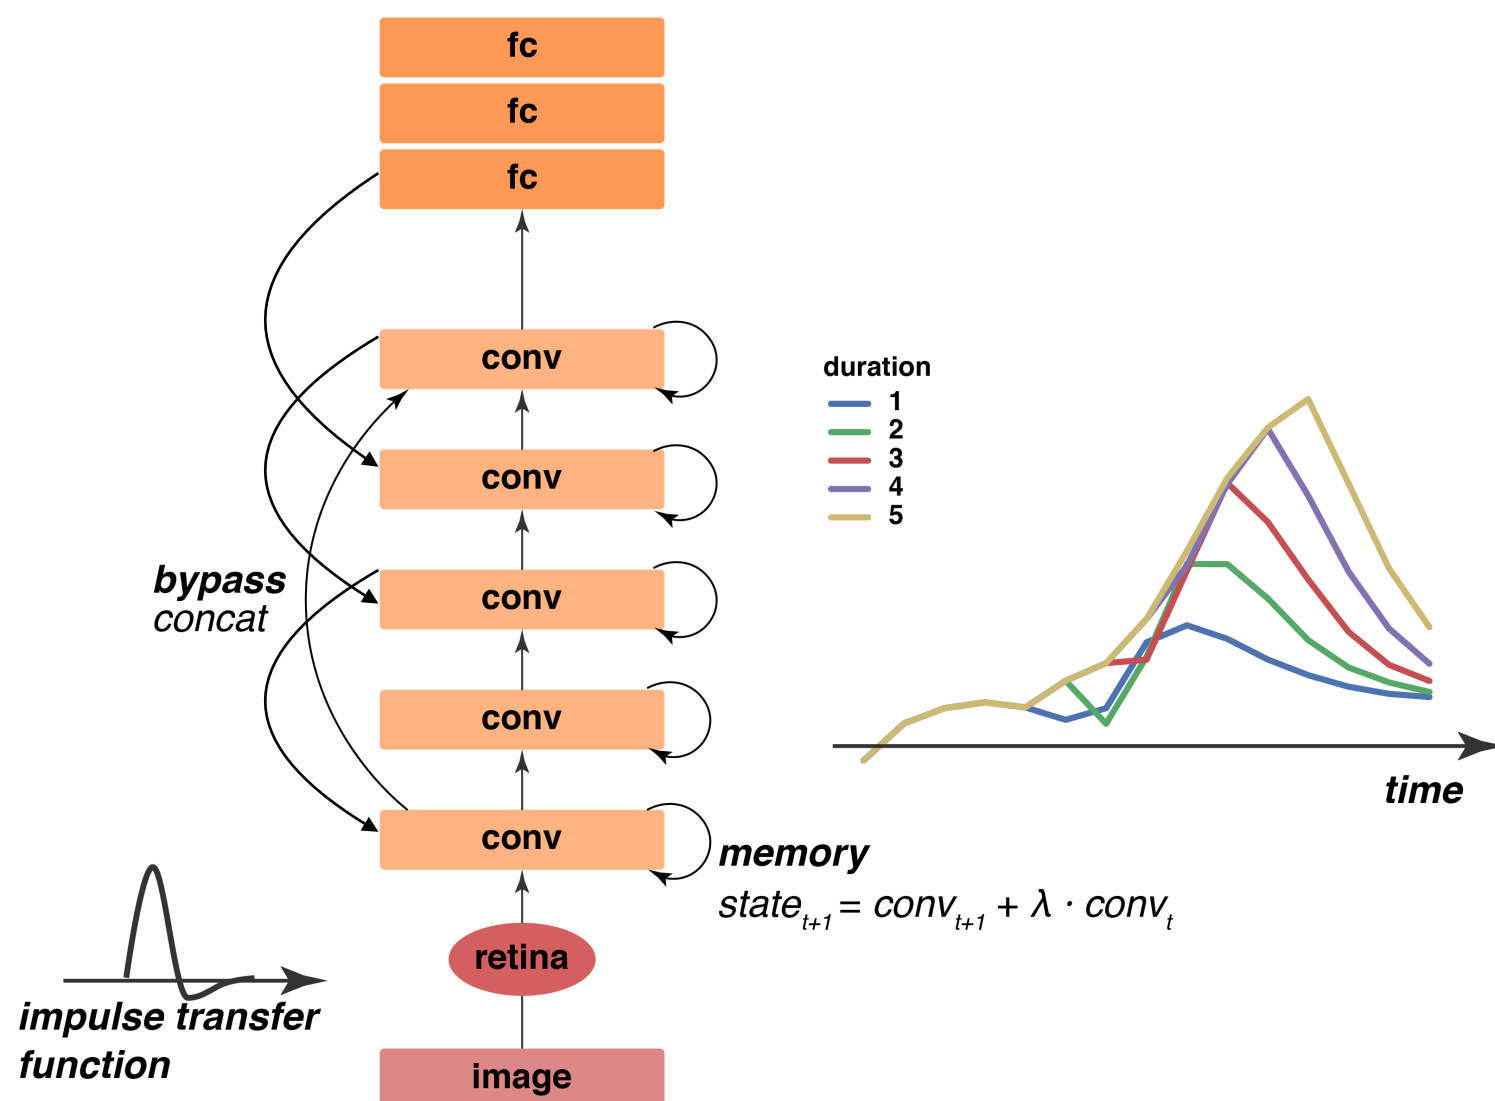 fc
fc
fc
conv
conv
conv
conv
conv
retina
image
bypass
concat
memory
state_{t+1} = conv_{t+1} + λ · conv_t
impulse transfer
function
duration
1
2
3
4
5
time